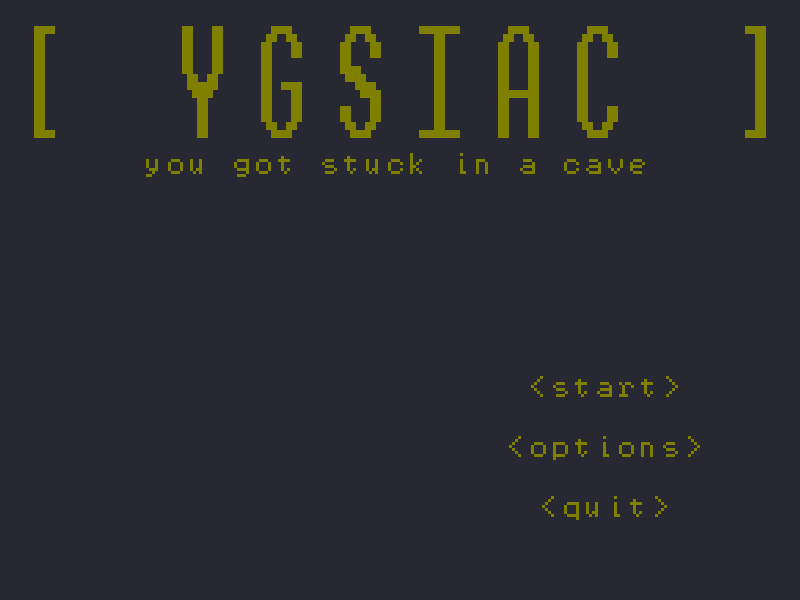 [ YGSIAC ]
you got stuck in a cave
<start>
<options>
<quit>